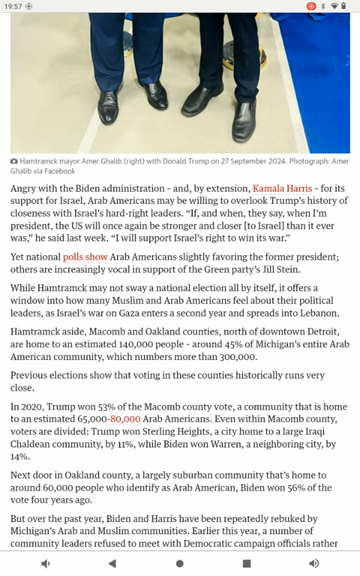 19:57
Hamtramck mayor Amer Ghalib (right) with Donald Trump on 27 September 2024. Photograph: Amer
Ghalib via Facebook
Angry with the Biden administration – and, by extension, Kamala Harris – for its
support for Israel, Arab Americans may be willing to overlook Trump's history of
closeness with Israel's hard-right leaders. “If, and when, they say, when I'm
president, the US will once again be stronger and closer [to Israel] than it ever
was,” he said last week. “I will support Israel's right to win its war.”
Yet national polls show Arab Americans slightly favoring the former president;
others are increasingly vocal in support of the Green party's Jill Stein.
While Hamtramck may not sway a national election all by itself, it offers a
window into how many Muslim and Arab Americans feel about their political
leaders, as Israel's war on Gaza enters a second year and spreads into Lebanon.
Hamtramck aside, Macomb and Oakland counties, north of downtown Detroit,
are home to an estimated 140,000 people – around 45% of Michigan's entire Arab
American community, which numbers more than 300,000.
Previous elections show that voting in these counties historically runs very
close.
In 2020, Trump won 53% of the Macomb county vote, a community that is home
to an estimated 65,000-80,000 Arab Americans. Even within Macomb county,
voters are divided: Trump won Sterling Heights, a city home to a large Iraqi
Chaldean community, by 11%, while Biden won Warren, a neighboring city, by
14%.
Next door in Oakland county, a largely suburban community that's home to
around 60,000 people who identify as Arab American, Biden won 56% of the
vote four years ago.
But over the past year, Biden and Harris have been repeatedly rebuked by
Michigan's Arab and Muslim communities. Earlier this year, a number of
community leaders refused to meet with Democratic campaign officials rather